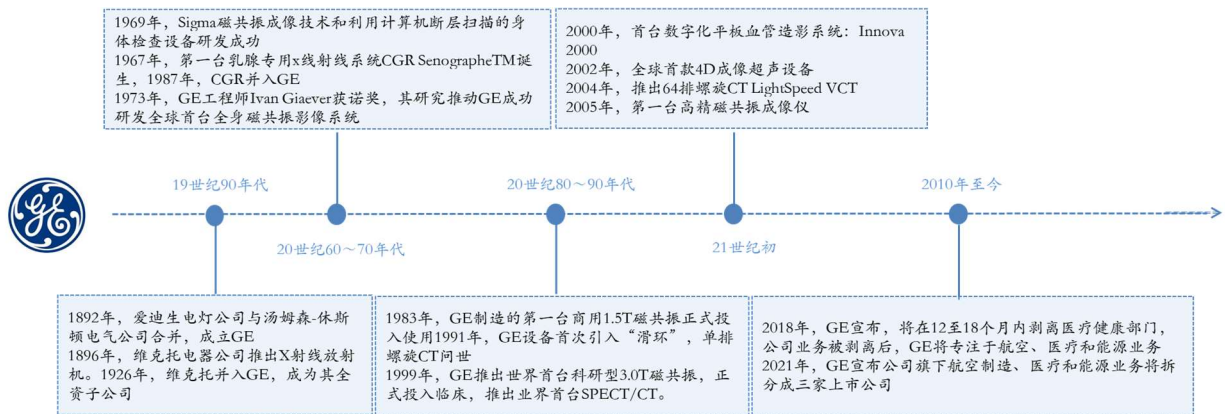 1969年，Sigma磁共振成像技术和利用计算机断层扫描的身
体检查设备研发成功
1967年，第一台乳腺专用x线射线系统CGR SenographeTM诞
生，1987年，CGR并入GE
1973年，GE工程师Ivan Giaever获诺奖，其研究推动GE成功
研发全球首台全身磁共振影像系统
2000年，首台数字化平板血管造影系统：Innova
2000
2002年，全球首款4D成像超声设备
2004年，推出64排螺旋CT LightSpeed VCT
2005年，第一台高精磁共振成像仪
19世纪90年代
20世纪80～90年代
2010年至今
GE
20世纪60～70年代
21世纪初
1892年，爱迪生电灯公司与汤姆森-休斯
顿电气公司合并，成立GE
1896年，维克托电器公司推出X射线放射
机。1926年，维克托并入GE，成为其全
资子公司
1983年，GE制造的第一台商用1.5T磁共振正式投
入使用1991年，GE设备首次引入“滑环”，单排
螺旋CT问世
1999年，GE推出世界首台科研型3.0T磁共振，正
式投入临床，推出业界首台SPECT/CT。
2018年，GE宣布，将在12至18个月内剥离医疗健康部门，
公司业务被剥离后，GE将专注于航空、医疗和能源业务
2021年，GE宣布公司旗下航空制造、医疗和能源业务将拆
分成三家上市公司